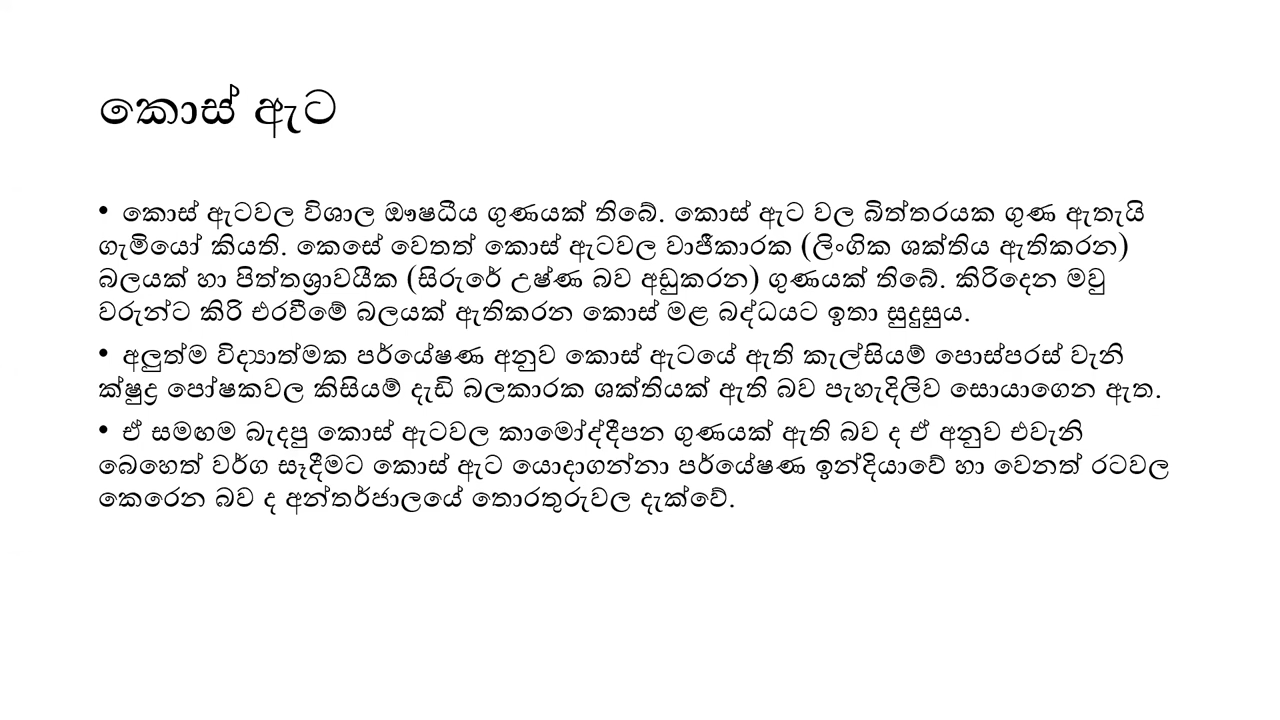 කොස් ඇට
• කොස් ඇටවල විශාල ඖෂධීය ගුණයක් තිබේ. කොස් ඇට වල බිත්තරයක ගුණ ඇතැයි
ගැමියෝ කියති. කෙසේ වෙතත් කොස් ඇටවල වාජීකාරක (ලිංගික ශක්තිය ඇතිකරන)
බලයක් හා පිත්තශ්‍රාවයීක (සිරුරේ උෂ්ණ බව අඩුකරන) ගුණයක් තිබේ. කිරිදෙන මවු
වරුන්ට කිරි එරවීමේ බලයක් ඇතිකරන කොස් මළ බද්ධයට ඉතා සුදුසුය.
• අලුත්ම විද්‍යාත්මක පර්යේෂණ අනුව කොස් ඇටයේ ඇති කැල්සියම් පොස්පරස් වැනි
ක්ෂුද්‍ර පෝෂකවල කිසියම් දැඩි බලකාරක ශක්තියක් ඇති බව පැහැදිලිව සොයාගෙන ඇත.
• ඒ සමඟම බැදපු කොස් ඇටවල කාමෝද්දීපන ගුණයක් ඇති බව ද ඒ අනුව එවැනි
බෙහෙත් වර්ග සෑදීමට කොස් ඇට යොදාගන්නා පර්යේෂණ ඉන්දියාවේ හා වෙනත් රටවල
කෙරෙන බව ද අන්තර්ජාලයේ තොරතුරුවල දැක්වේ.